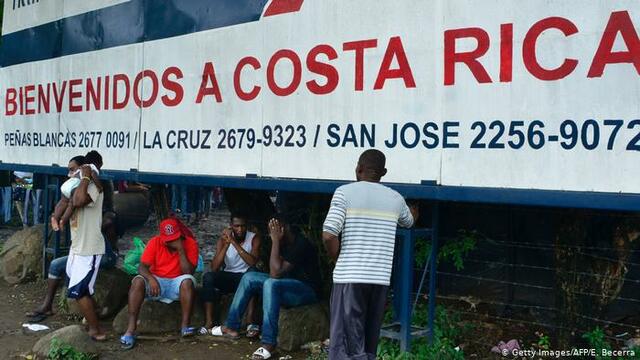 BIENVENIDOS A COSTA RICA
PEÑAS BLANCAS 2677 0091 / LA CRUZ 2679-9323 / SAN JOSE 2256-9072
© Getty Images/AFP/E. Becerra